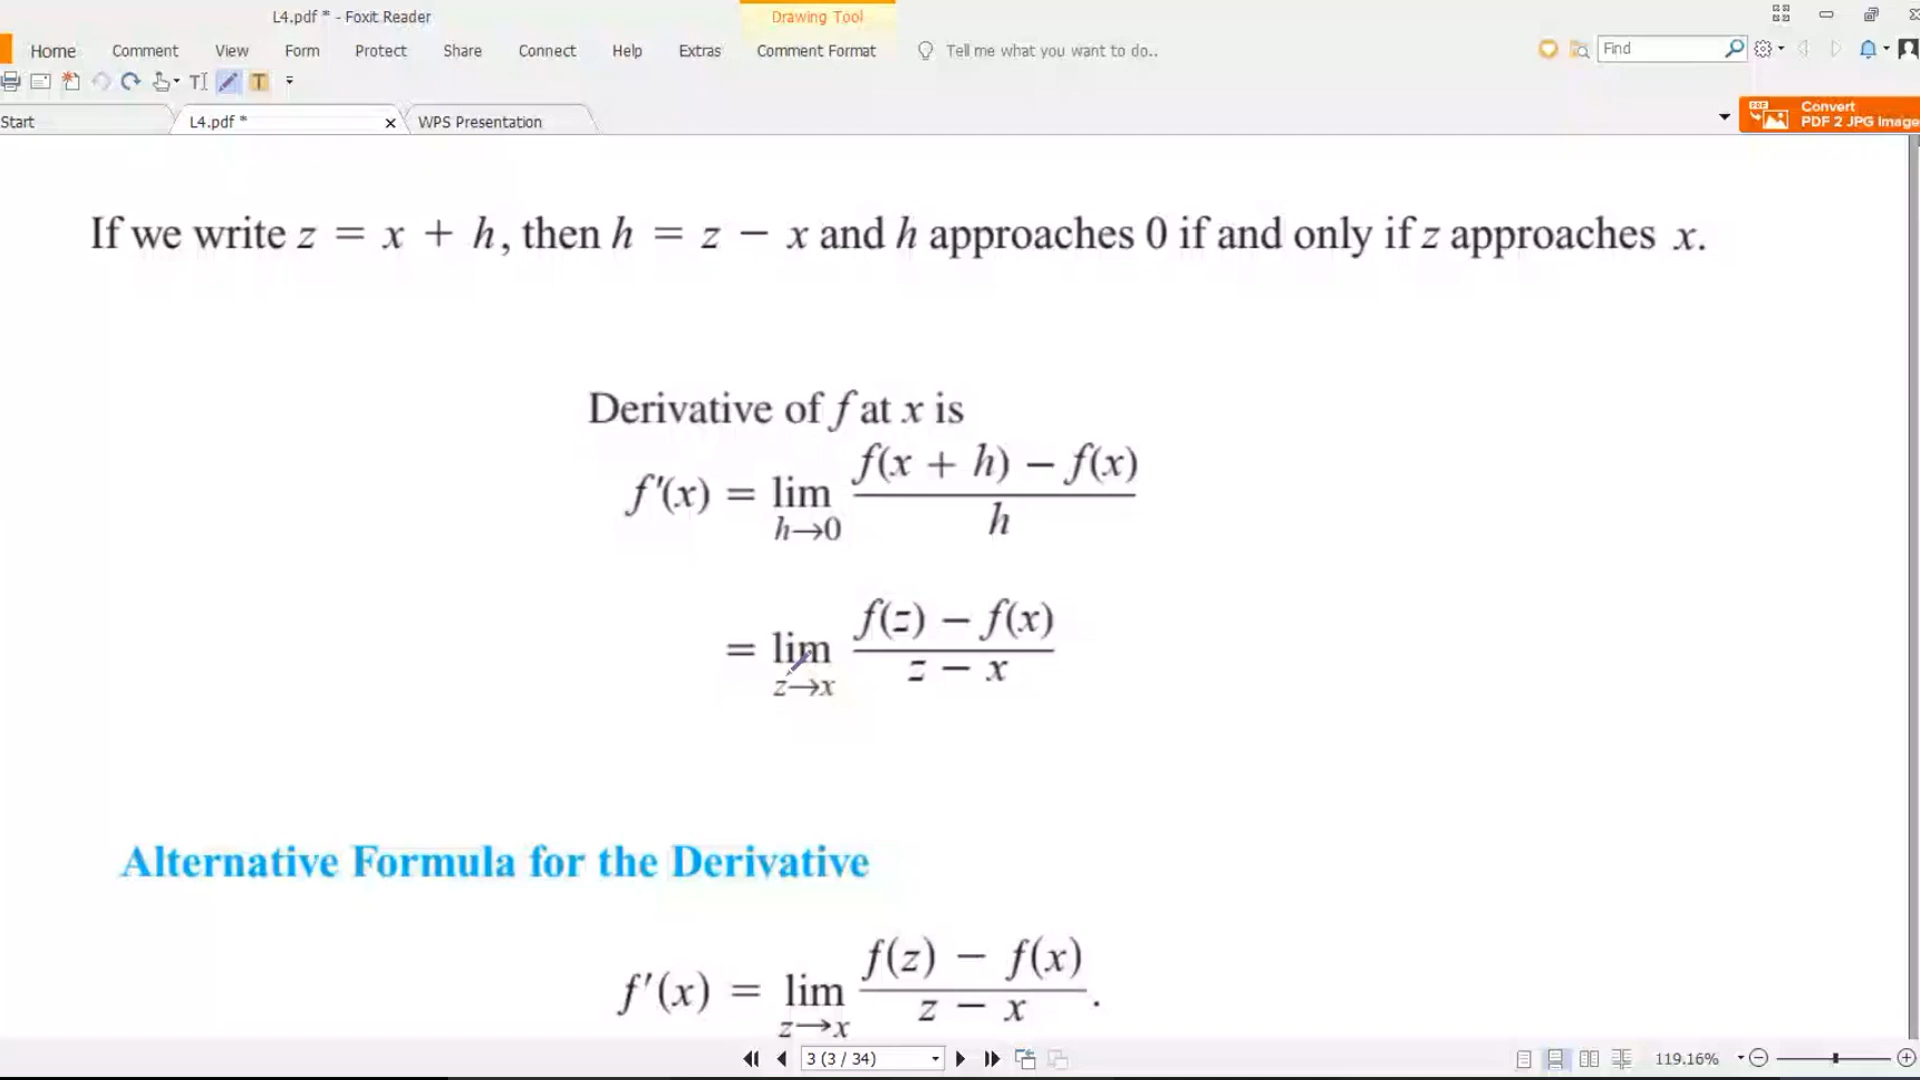 L4.pdf * - Foxit Reader
Drawing Tool
Home Comment View Form Protect Share Connect Help Extras Comment Format Tell me what you want to do.. Find
Start L4.pdf * WPS Presentation
Convert
PDF 2 JPG Image
If we write z = x + h, then h = z − x and h approaches 0 if and only if z approaches x.
Derivative of f at x is
f'(x) = lim h→0 f(x + h) − f(x) / h
= lim z→x f(z) − f(x) / z − x
Alternative Formula for the Derivative
f'(x) = lim z→x f(z) − f(x) / z − x .
3 (3 / 34) 119.16%